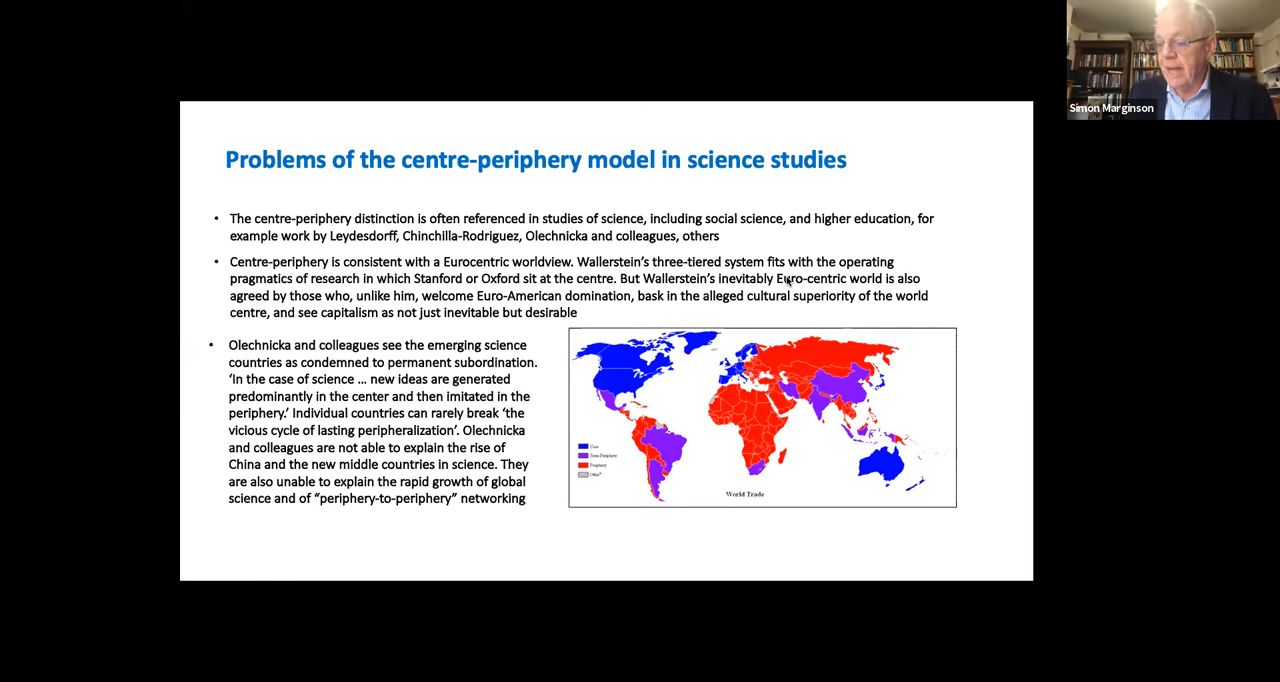 Simon Marginson
Problems of the centre-periphery model in science studies
• The centre-periphery distinction is often referenced in studies of science, including social science, and higher education, for
example work by Leydesdorff, Chinchilla-Rodriguez, Olechnicka and colleagues, others
• Centre-periphery is consistent with a Eurocentric worldview. Wallerstein's three-tiered system fits with the operating
pragmatics of research in which Stanford or Oxford sit at the centre. But Wallerstein's inevitably Euro-centric world is also
agreed by those who, unlike him, welcome Euro-American domination, bask in the alleged cultural superiority of the world
centre, and see capitalism as not just inevitable but desirable
• Olechnicka and colleagues see the emerging science
countries as condemned to permanent subordination.
'In the case of science … new ideas are generated
predominantly in the center and then imitated in the
periphery.' Individual countries can rarely break 'the
vicious cycle of lasting peripheralization'. Olechnicka
and colleagues are not able to explain the rise of
China and the new middle countries in science. They
are also unable to explain the rapid growth of global
science and of “periphery-to-periphery” networking
Core
Semi-Periphery
Periphery
Other*
World Trade